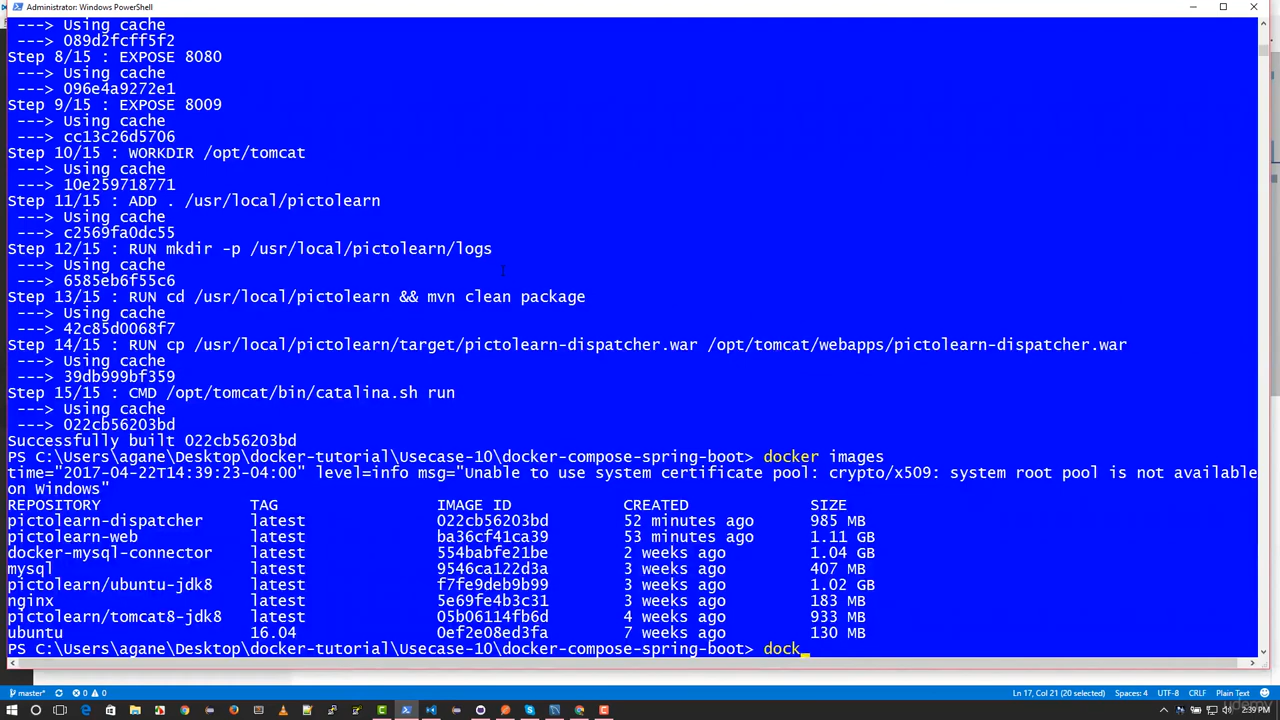 Administrator: Windows PowerShell
---> Using cache
---> 089d2fcff5f2
Step 8/15 : EXPOSE 8080
---> Using cache
---> 096e4a9272e1
Step 9/15 : EXPOSE 8009
---> Using cache
---> cc13c26d5706
Step 10/15 : WORKDIR /opt/tomcat
---> Using cache
---> 10e259718771
Step 11/15 : ADD . /usr/local/pictolearn
---> Using cache
---> c2569fa0dc55
Step 12/15 : RUN mkdir -p /usr/local/pictolearn/logs
---> Using cache
---> 6585eb6f55c6
Step 13/15 : RUN cd /usr/local/pictolearn && mvn clean package
---> Using cache
---> 42c85d0068f7
Step 14/15 : RUN cp /usr/local/pictolearn/target/pictolearn-dispatcher.war /opt/tomcat/webapps/pictolearn-dispatcher.war
---> Using cache
---> 39db999bf359
Step 15/15 : CMD /opt/tomcat/bin/catalina.sh run
---> Using cache
---> 022cb56203bd
Successfully built 022cb56203bd
PS C:\Users\agane\Desktop\docker-tutorial\Usecase-10\docker-compose-spring-boot> docker images
time="2017-04-22T14:39:23-04:00" level=info msg="Unable to use system certificate pool: crypto/x509: system root pool is not available
on Windows"
REPOSITORY TAG IMAGE ID CREATED SIZE
pictolearn-dispatcher latest 022cb56203bd 52 minutes ago 985 MB
pictolearn-web latest ba36cf41ca39 53 minutes ago 1.11 GB
docker-mysql-connector latest 554babfe21be 2 weeks ago 1.04 GB
mysql latest 9546ca122d3a 3 weeks ago 407 MB
pictolearn/ubuntu-jdk8 latest f7fe9deb9b99 3 weeks ago 1.02 GB
nginx latest 5e69fe4b3c31 3 weeks ago 183 MB
pictolearn/tomcat8-jdk8 latest 05b06114fb6d 4 weeks ago 933 MB
ubuntu 16.04 0ef2e08ed3fa 7 weeks ago 130 MB
PS C:\Users\agane\Desktop\docker-tutorial\Usecase-10\docker-compose-spring-boot> dock_
master* 0 0 Ln 17, Col 21 (20 selected) Spaces: 4 UTF-8 CRLF Plain Text
2:39 PM
udemy